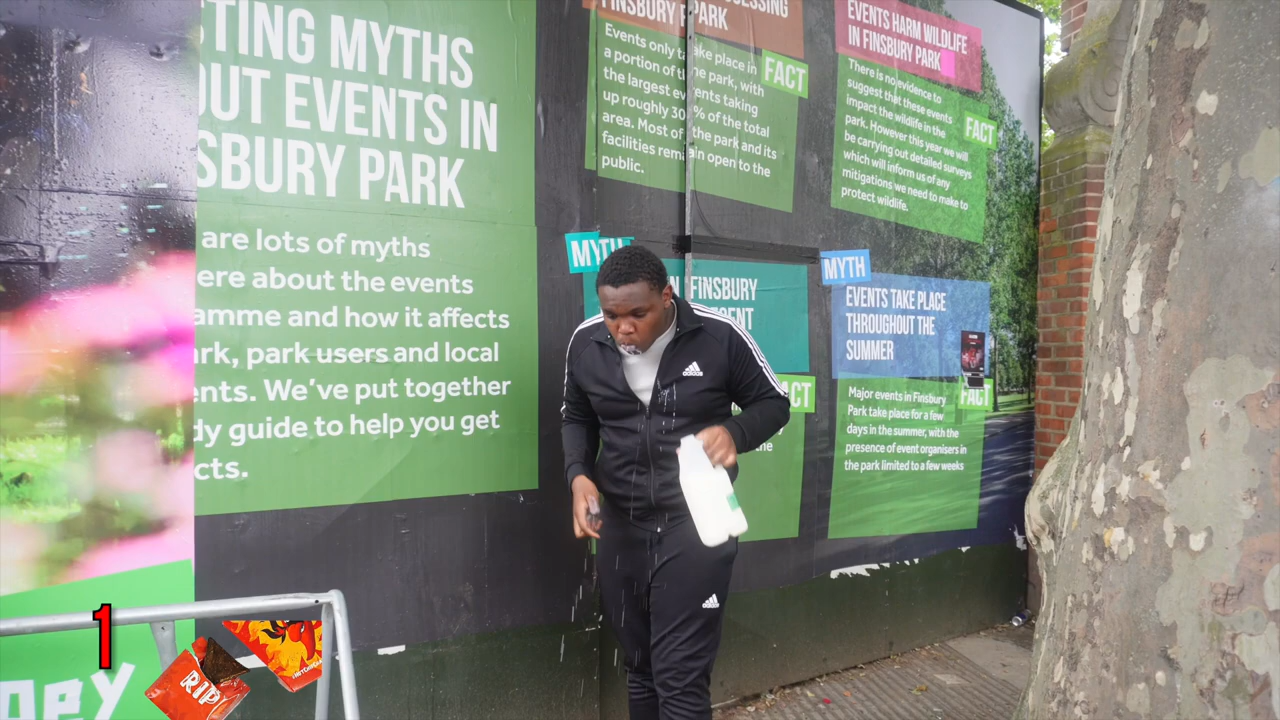 TING MYTHS
OUT EVENTS IN
SBURY PARK
are lots of myths
ere about the events
amme and how it affects
ark, park users and local
ents. We've put together
dy guide to help you get
cts.
FINSBURY PARK
Events only take place in
a portion of the park, with
the largest events taking
up roughly 30% of the total
area. Most of the park and its
facilities remain open to the
public.
FACT
EVENTS HARM WILDLIFE
IN FINSBURY PARK
There is no evidence to
suggest that these events
impact the wildlife in the
park. However this year we will
be carrying out detailed surveys
which will inform us of any
mitigations we need to make to
protect wildlife.
FACT
MYTH
IN FINSBURY
FACT
the
MYTH
EVENTS TAKE PLACE
THROUGHOUT THE
SUMMER
Major events in Finsbury
Park take place for a few
days in the summer, with the
presence of event organisers in
the park limited to a few weeks
FACT
adidas
adidas
1
RIP